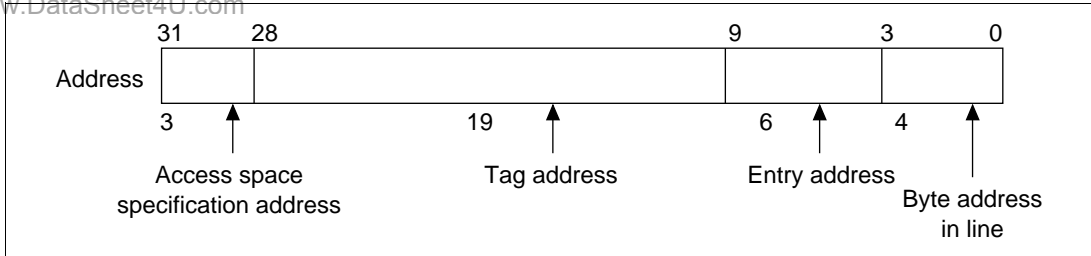 W.DataSheet4U.com
31 28 9 3 0
Address
3 19 6 4
Access space
specification address
Tag address
Entry address
Byte address
in line